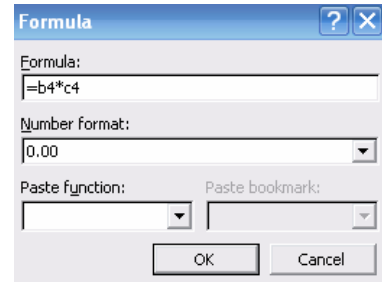 Formula
Formula:
=b4*c4
Number format:
0.00
Paste function: Paste bookmark:
OK Cancel